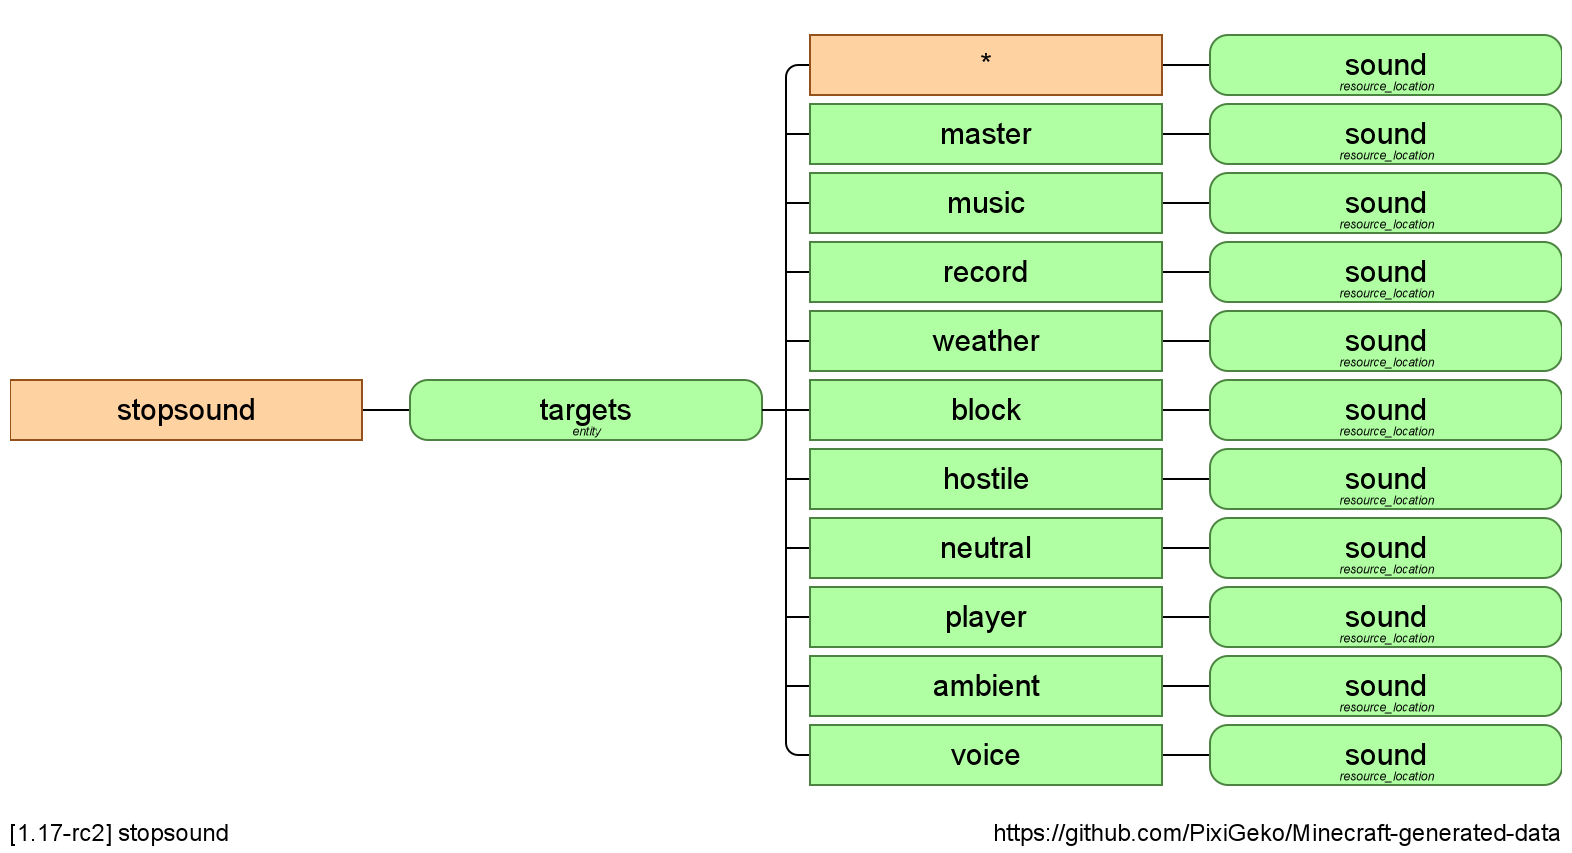 *
sound
resource_location
master
sound
resource_location
music
sound
resource_location
record
sound
resource_location
weather
sound
resource_location
stopsound
targets
entity
block
sound
resource_location
hostile
sound
resource_location
neutral
sound
resource_location
player
sound
resource_location
ambient
sound
resource_location
voice
sound
resource_location
[1.17-rc2] stopsound
https://github.com/PixiGeko/Minecraft-generated-data